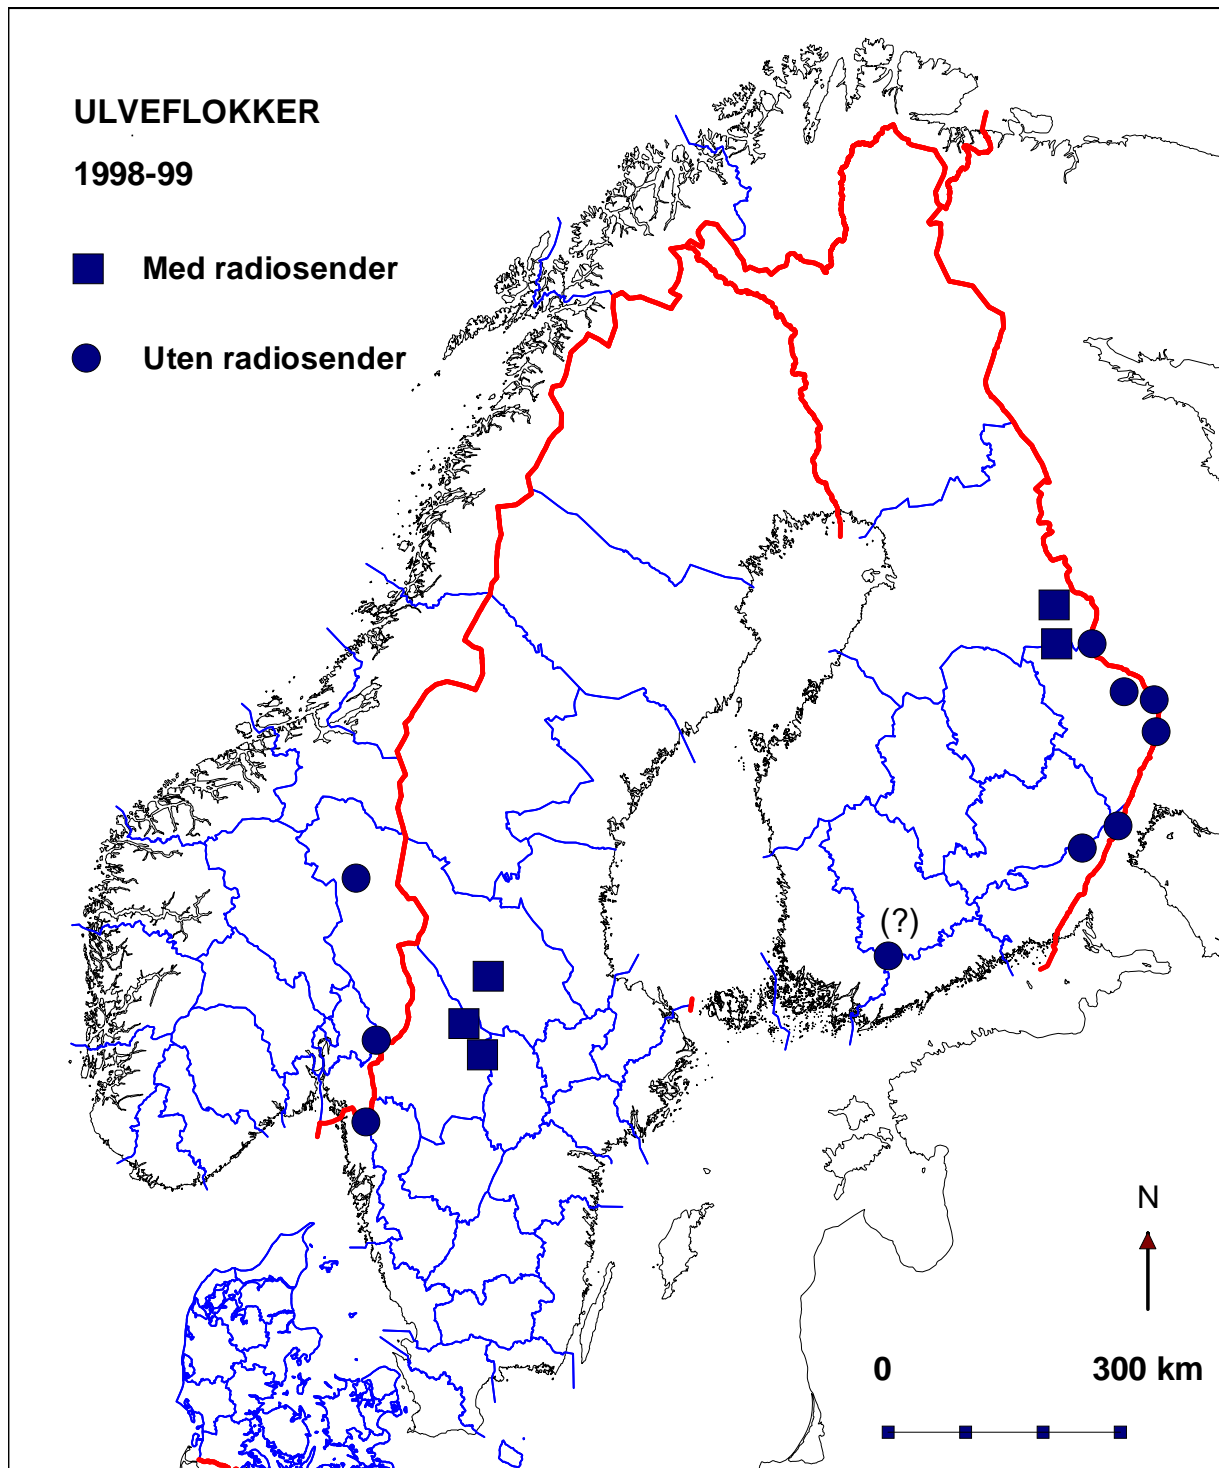 ULVEFLOKKER
1998-99
Med radiosender
Uten radiosender
(?)
N
0 300 km